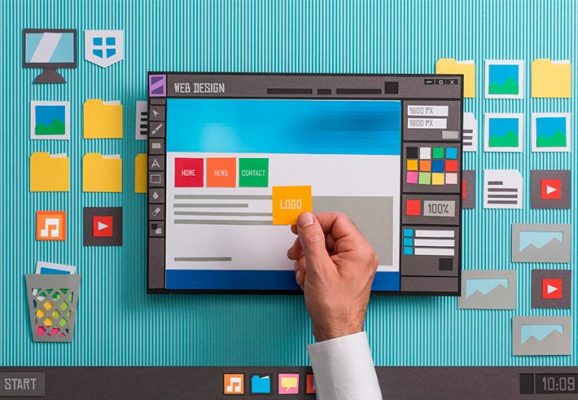 WEB DESIGN
1600 PX
1600 PX
HOME NEWS CONTACT
LOGO
100%
START
10:09